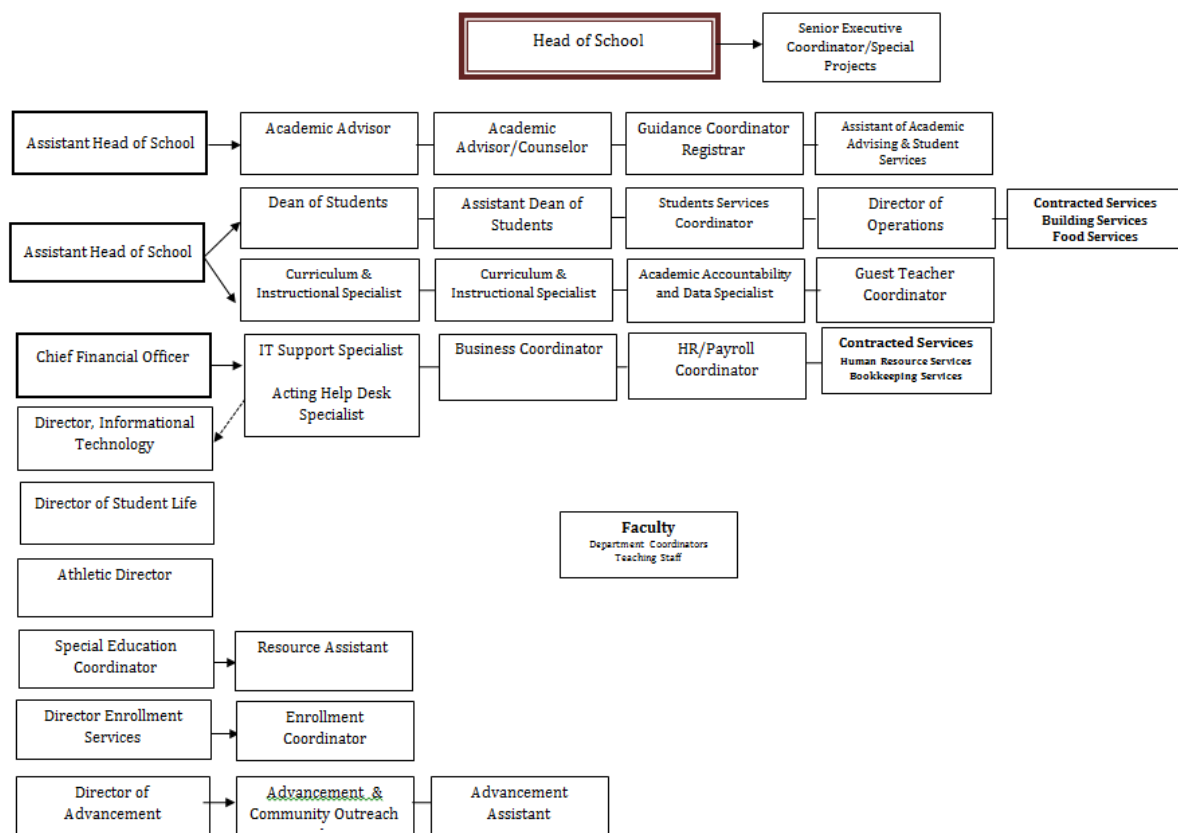 Head of School
Senior Executive
Coordinator/Special
Projects
Assistant Head of School
Academic Advisor
Academic
Advisor/Counselor
Guidance Coordinator
Registrar
Assistant of Academic
Advising & Student
Services
Assistant Head of School
Dean of Students
Assistant Dean of
Students
Students Services
Coordinator
Director of
Operations
Contracted Services
Building Services
Food Services
Curriculum &
Instructional Specialist
Curriculum &
Instructional Specialist
Academic Accountability
and Data Specialist
Guest Teacher
Coordinator
Chief Financial Officer
IT Support Specialist
Acting Help Desk
Specialist
Business Coordinator
HR/Payroll
Coordinator
Contracted Services
Human Resource Services
Bookkeeping Services
Director, Informational
Technology
Director of Student Life
Faculty
Department Coordinators
Teaching Staff
Athletic Director
Special Education
Coordinator
Resource Assistant
Director Enrollment
Services
Enrollment
Coordinator
Director of
Advancement
Advancement &
Community Outreach
Advancement
Assistant